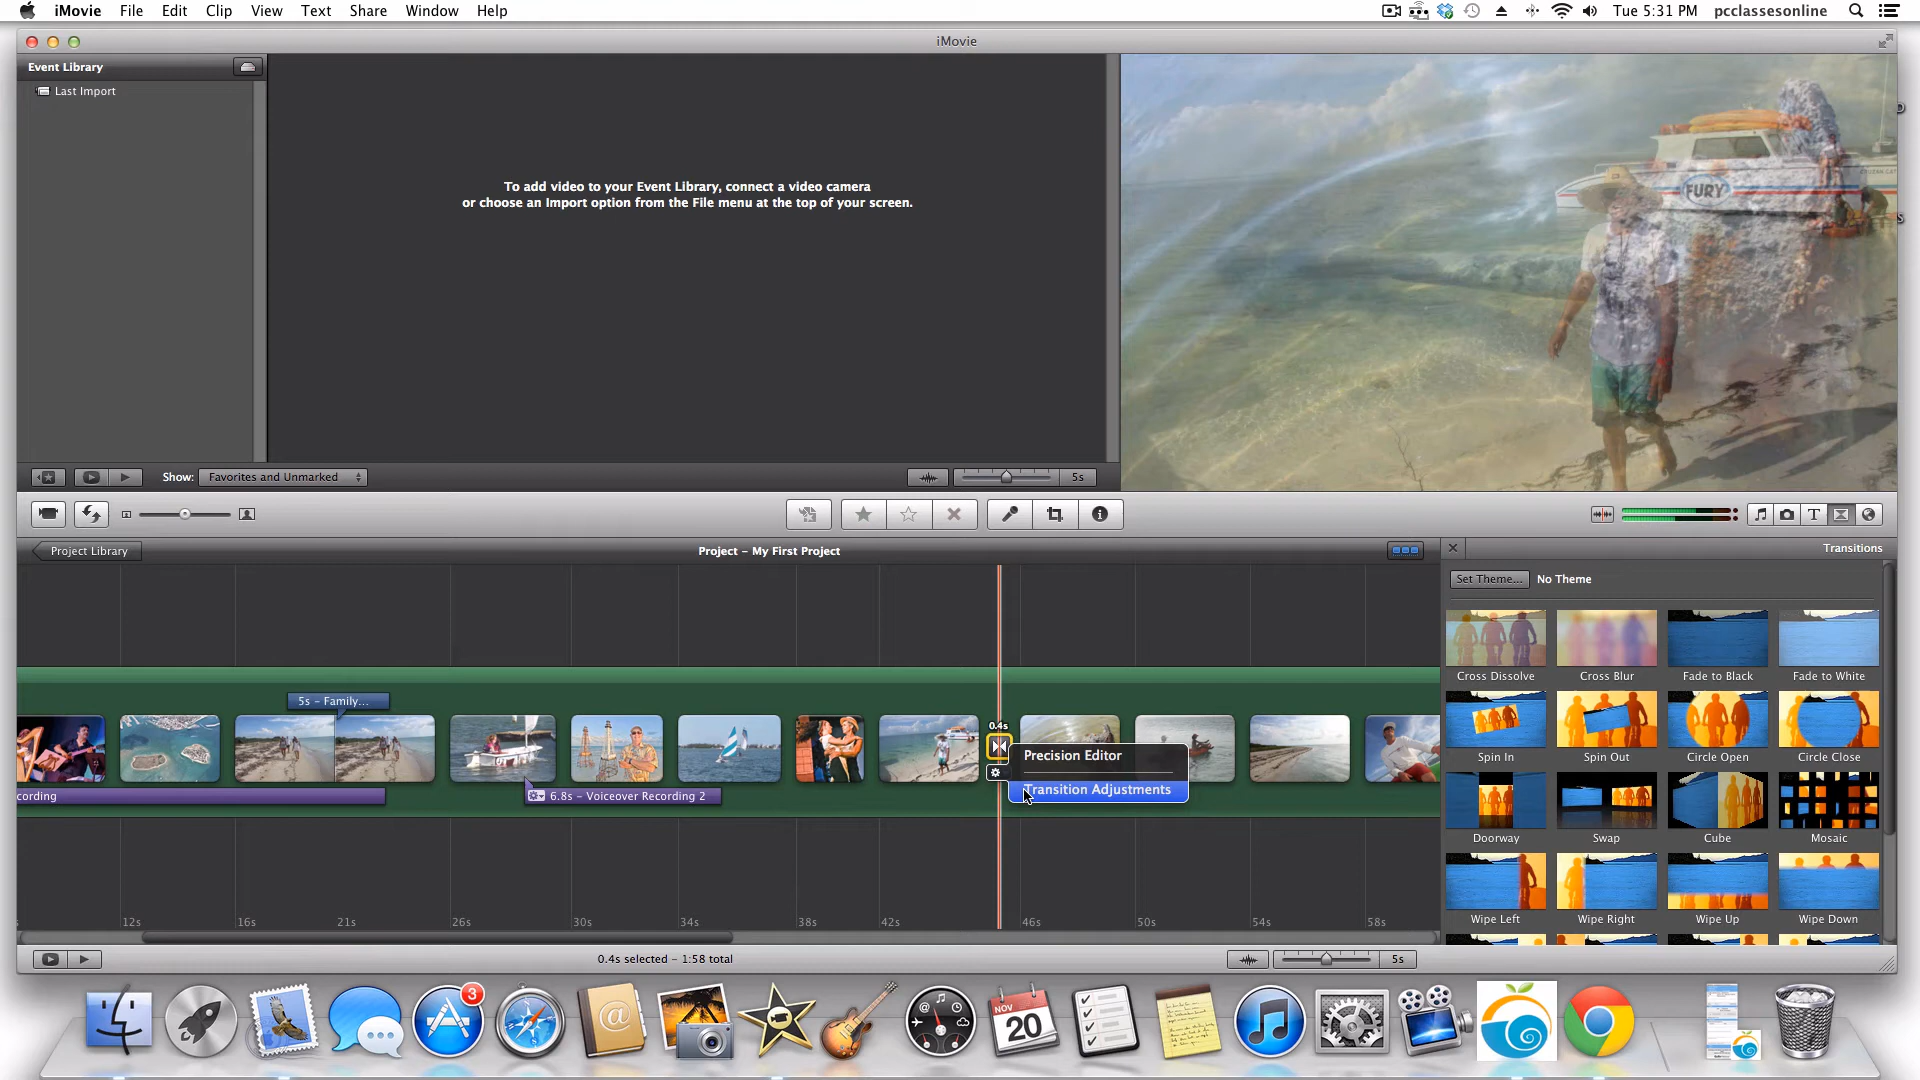 iMovie File Edit Clip View Text Share Window Help Tue 5:31 PM pcclassesonline
iMovie
Event Library
Last Import
To add video to your Event Library, connect a video camera
or choose an Import option from the File menu at the top of your screen.
FURY
Show: Favorites and Unmarked 5s
T
Project Library
Project – My First Project
Transitions
Set Theme... No Theme
Cross Dissolve Cross Blur Fade to Black Fade to White
5s – Family...
0.4s
Precision Editor
Transition Adjustments
Spin In Spin Out Circle Open Circle Close
cording
6.8s – Voiceover Recording 2
Doorway Swap Cube Mosaic
12s 16s 21s 26s 30s 34s 38s 42s 46s 50s 54s 58s
Wipe Left Wipe Right Wipe Up Wipe Down
0.4s selected – 1:58 total
5s
3
@
NOV
20